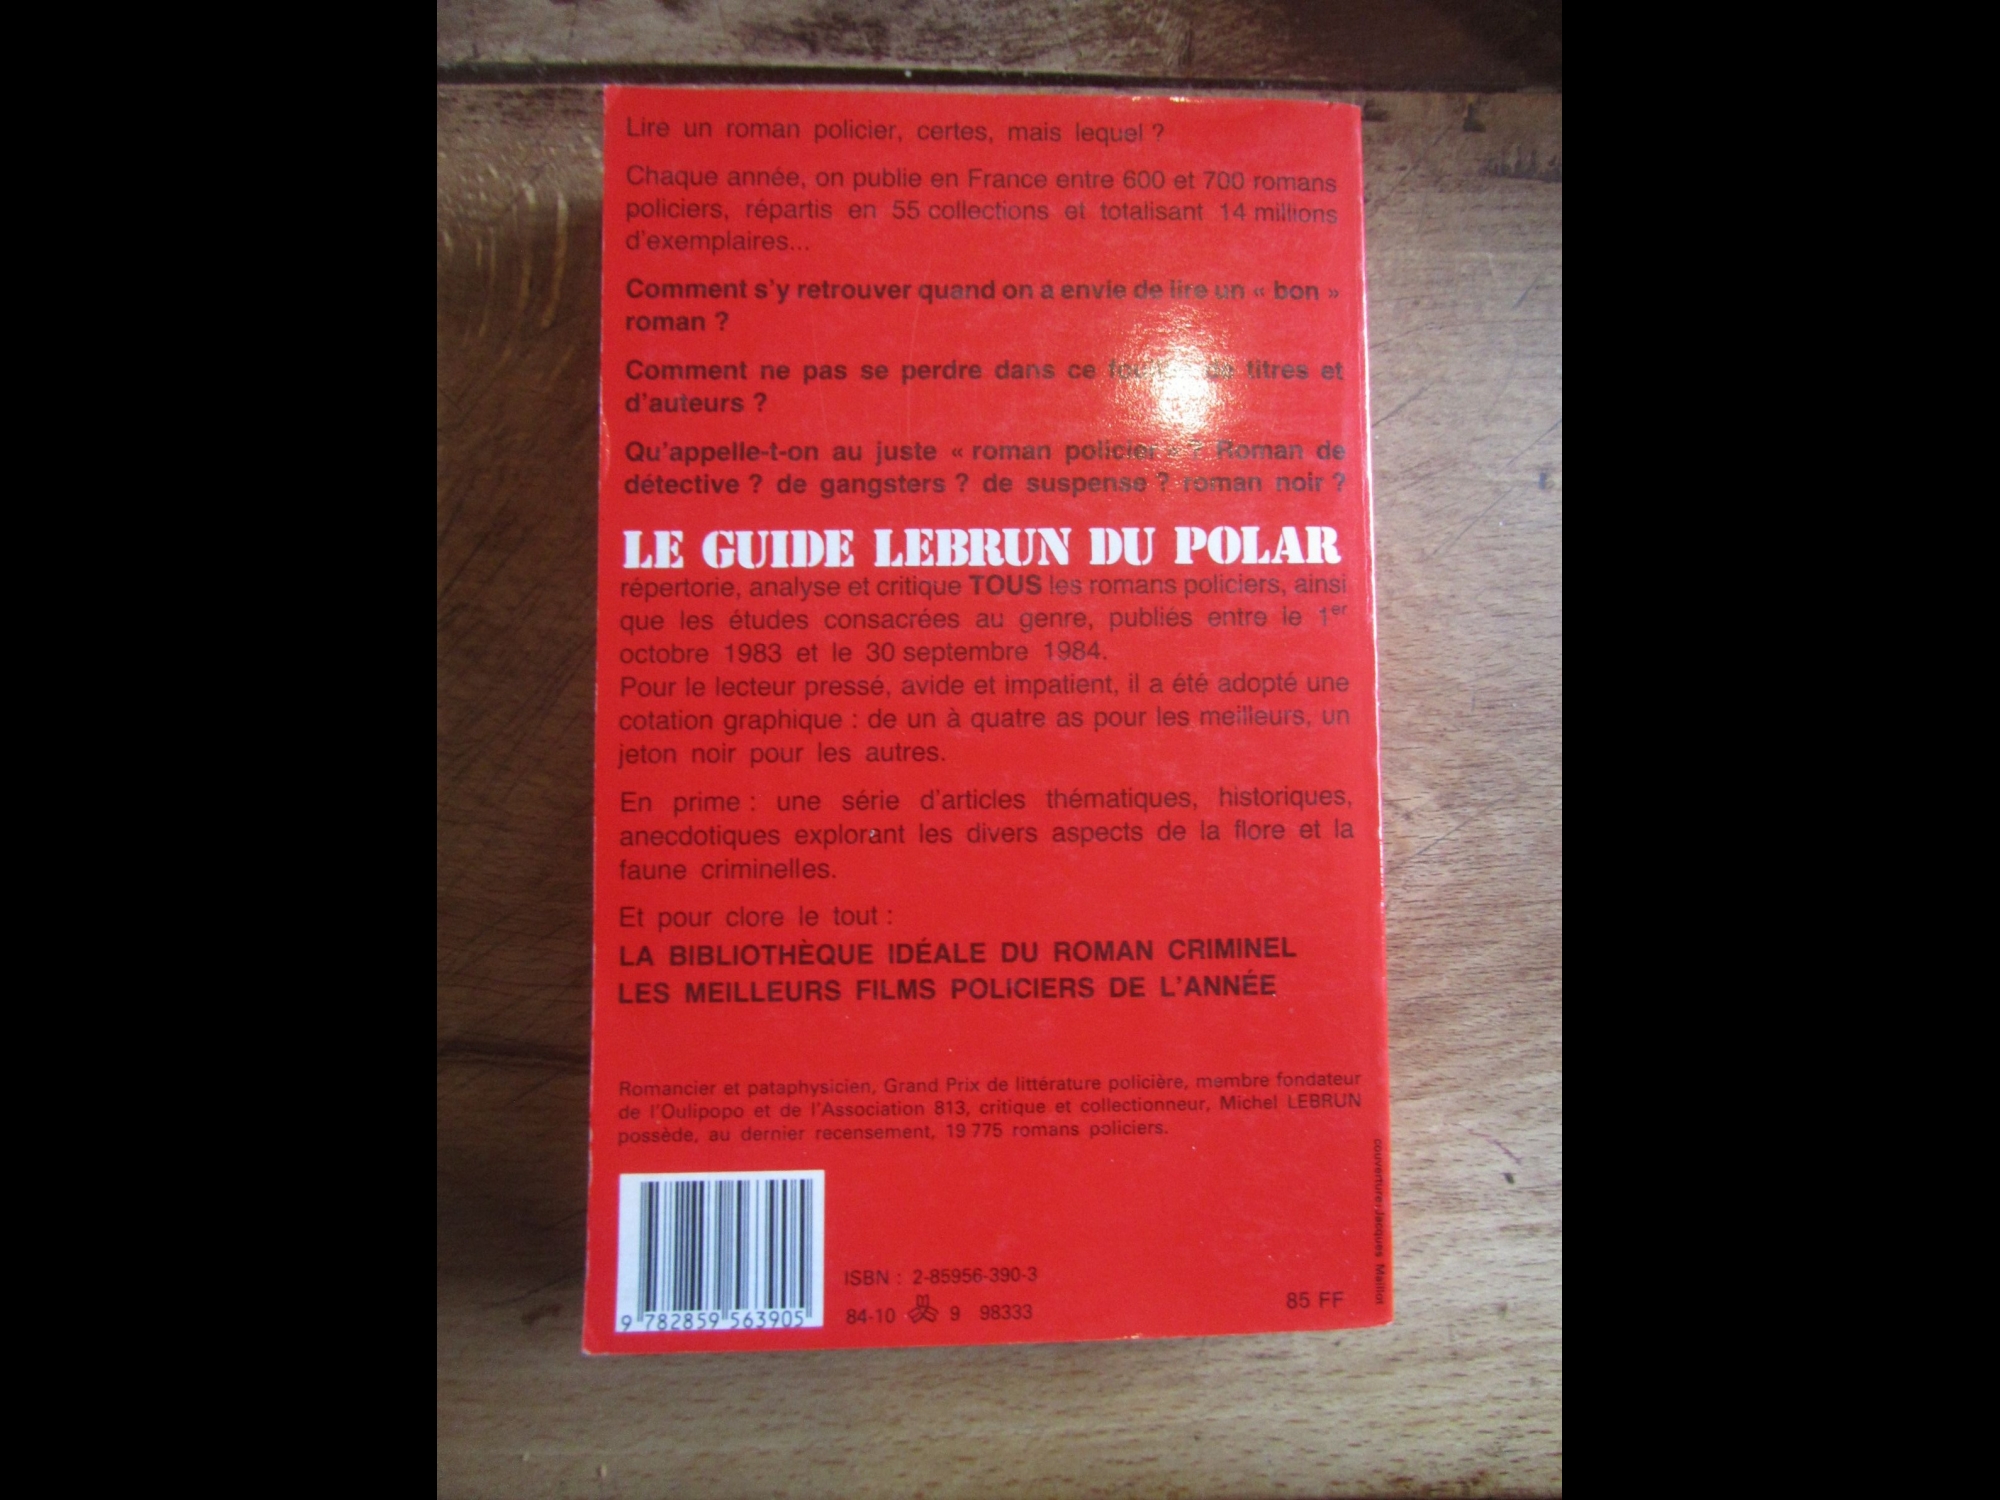 Lire un roman policier, certes, mais lequel ?
Chaque année, on publie en France entre 600 et 700 romans
policiers, répartis en 55 collections et totalisant 14 millions
d'exemplaires...
Comment s'y retrouver quand on a envie de lire un « bon »
roman ?
Comment ne pas se perdre dans ce de titres et
d'auteurs ?
Qu'appelle-t-on au juste « roman policier » ? Roman de
détective ? de gangsters ? de suspense ? roman noir ?
LE GUIDE LEBRUN DU POLAR
répertorie, analyse et critique TOUS les romans policiers, ainsi
que les études consacrées au genre, publiés entre le 1er
octobre 1983 et le 30 septembre 1984.
Pour le lecteur pressé, avide et impatient, il a été adopté une
cotation graphique : de un à quatre as pour les meilleurs, un
jeton noir pour les autres.
En prime : une série d'articles thématiques, historiques,
anecdotiques explorant les divers aspects de la flore et la
faune criminelles.
Et pour clore le tout :
LA BIBLIOTHÈQUE IDÉALE DU ROMAN CRIMINEL
LES MEILLEURS FILMS POLICIERS DE L'ANNÉE
Romancier et pataphysicien, Grand Prix de littérature policière, membre fondateur
de l'Oulipopo et de l'Association 813, critique et collectionneur, Michel LEBRUN
possède, au dernier recensement, 19 775 romans policiers.
couverture-Jacques Maillot
ISBN : 2-85956-390-3
84-10 9 98333
85 FF
9 782859 563905